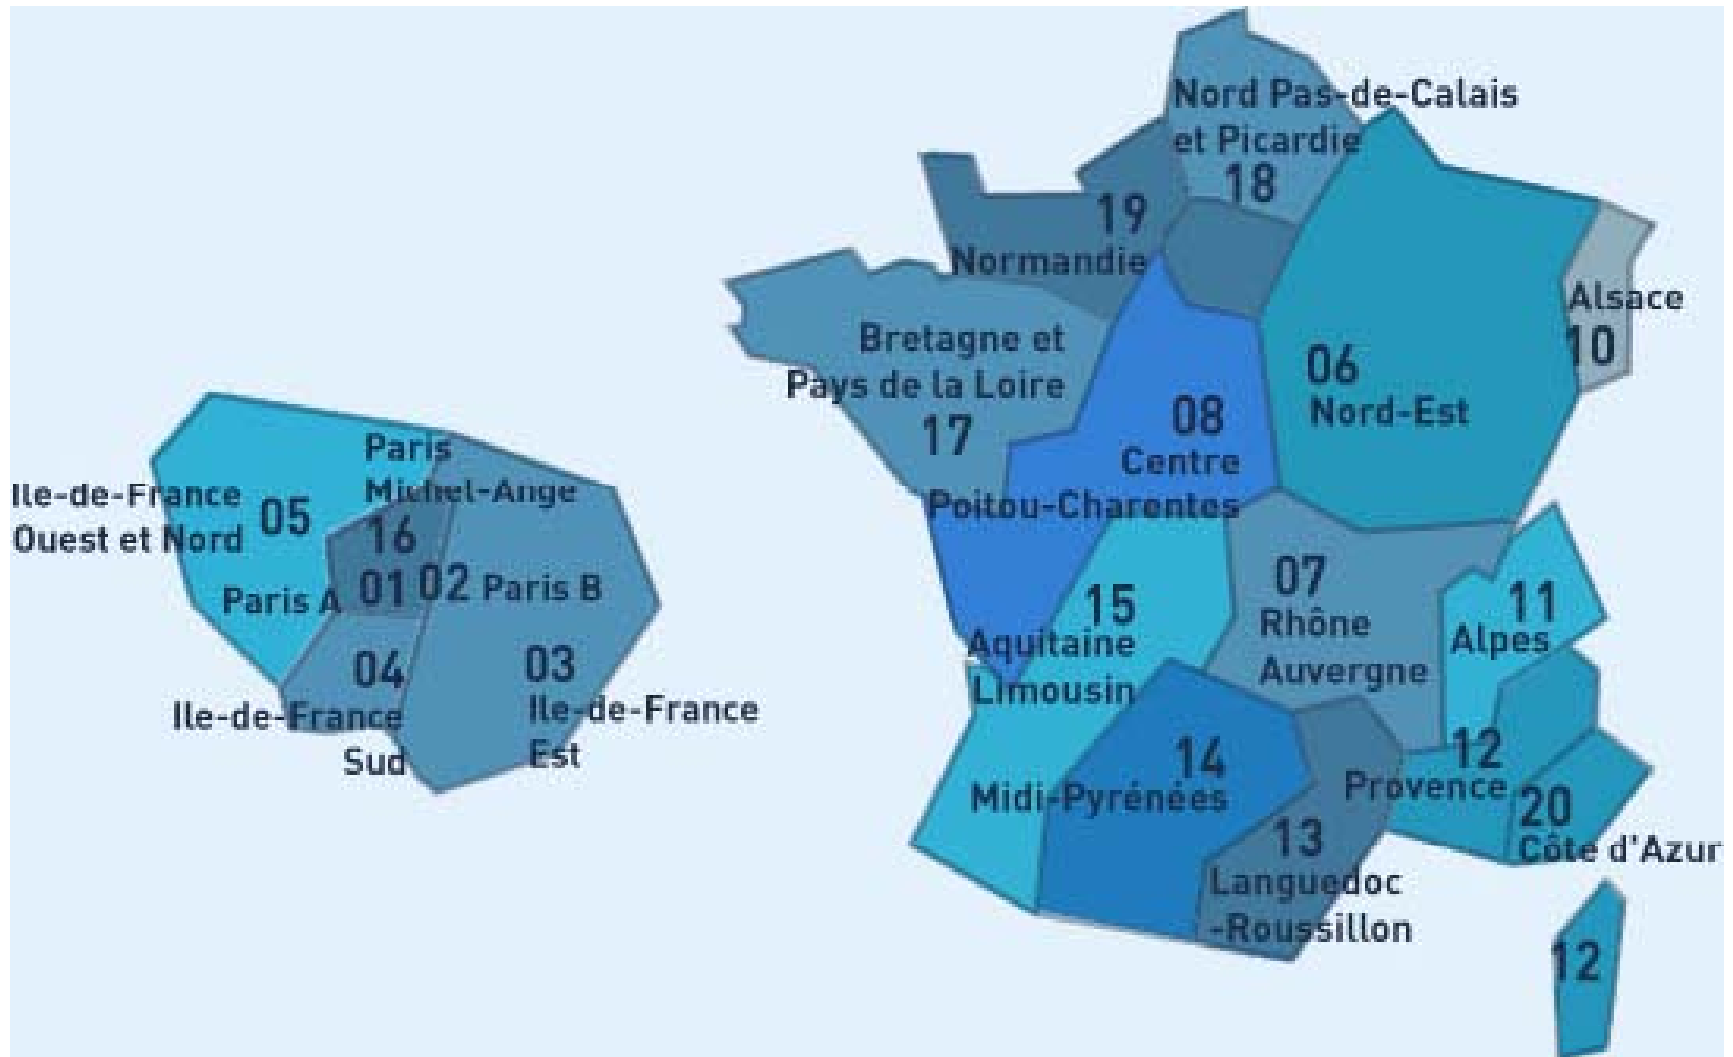 Paris
Michel-Ange
16
Ile-de-France
Ouest et Nord
05
Paris A
01
02
Paris B
04
Ile-de-France
Sud
03
Ile-de-France
Est
Nord Pas-de-Calais
et Picardie
18
19
Normandie
Bretagne et
Pays de la Loire
17
08
Centre
Poitou-Charentes
06
Nord-Est
Alsace
10
15
Aquitaine
Limousin
07
Rhône
Auvergne
11
Alpes
14
Midi-Pyrénées
12
Provence
20
Côte d'Azur
13
Languedoc
-Roussillon
12